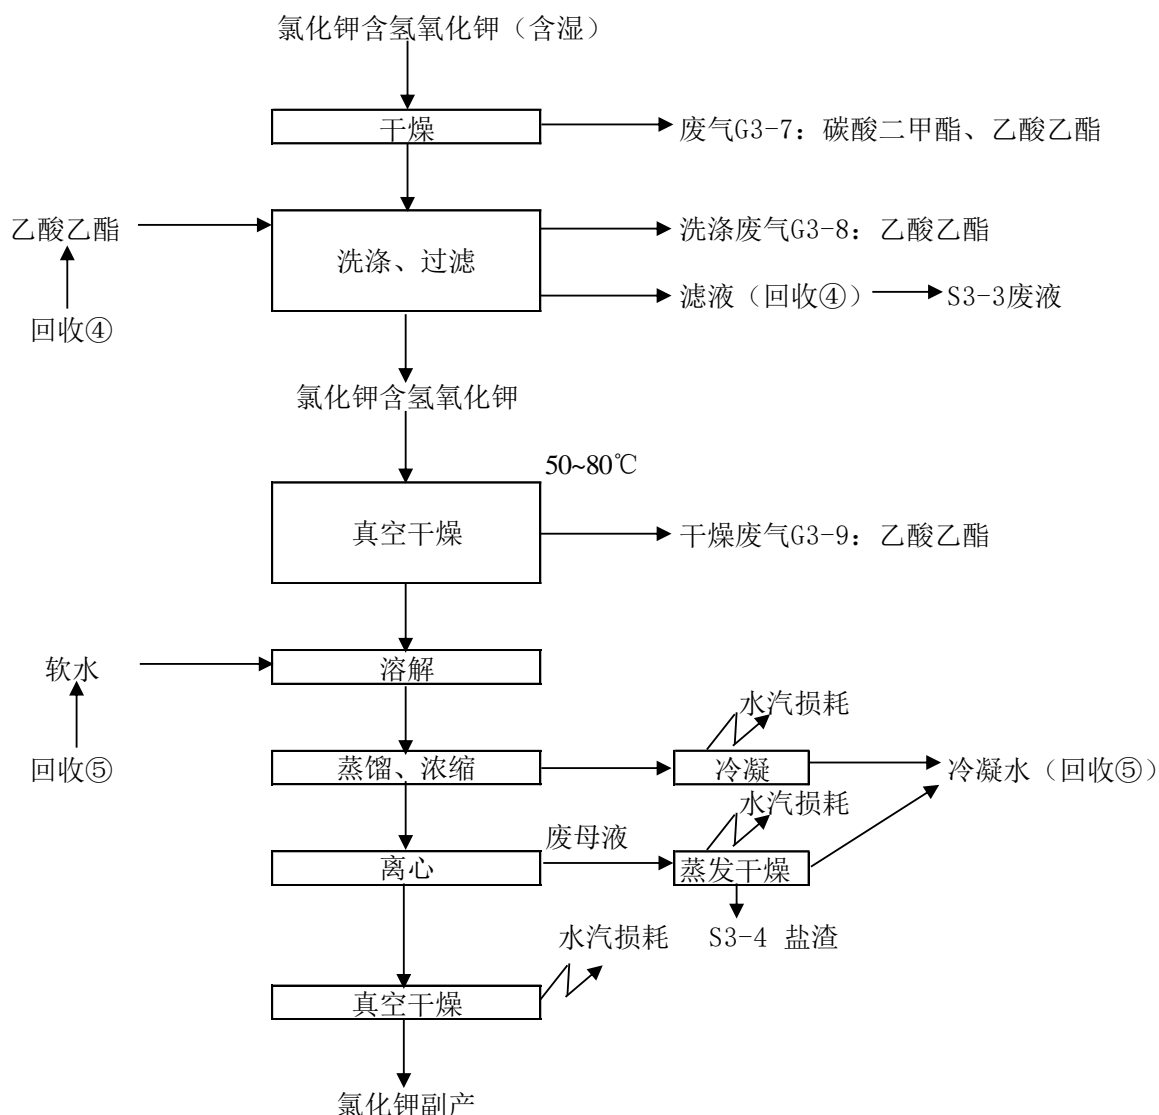 氯化钾含氢氧化钾（含湿）
干燥
废气G3-7：碳酸二甲酯、乙酸乙酯
乙酸乙酯
洗涤废气G3-8：乙酸乙酯
洗涤、过滤
滤液（回收④）
S3-3废液
回收④
氯化钾含氢氧化钾
50~80℃
真空干燥
干燥废气G3-9：乙酸乙酯
软水
溶解
水汽损耗
回收⑤
蒸馏、浓缩
冷凝
冷凝水（回收⑤）
水汽损耗
废母液
离心
蒸发干燥
水汽损耗
S3-4 盐渣
真空干燥
氯化钾副产